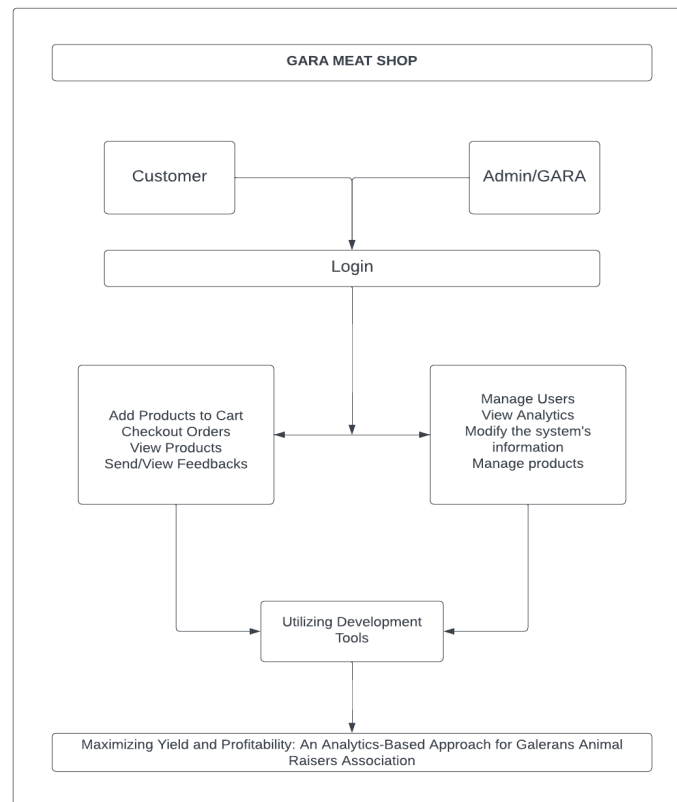 GARA MEAT SHOP
Customer
Admin/GARA
Login
Add Products to Cart
Checkout Orders
View Products
Send/View Feedbacks
Manage Users
View Analytics
Modify the system's
information
Manage products
Utilizing Development
Tools
Maximizing Yield and Profitability: An Analytics-Based Approach for Galerans Animal
Raisers Association